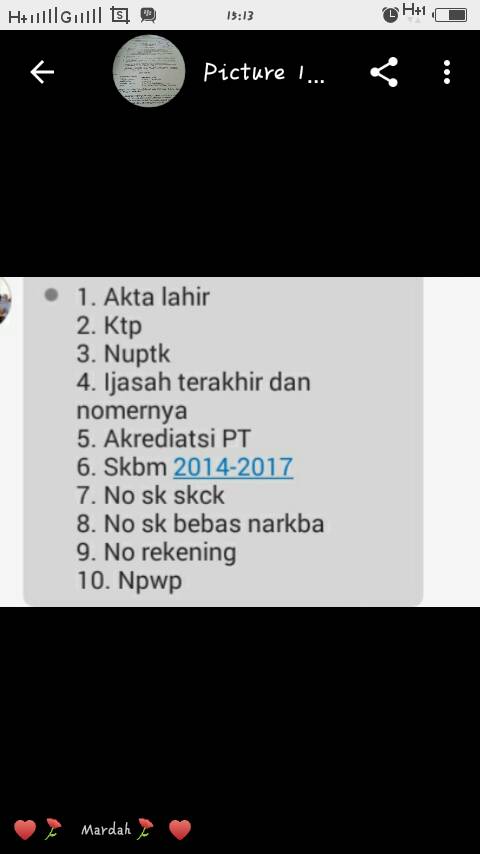 H+ G 15:13 H+1
Picture 1...
1. Akta lahir
2. Ktp
3. Nuptk
4. Ijasah terakhir dan
nomernya
5. Akrediatsi PT
6. Skbm 2014-2017
7. No sk skck
8. No sk bebas narkba
9. No rekening
10. Npwp
Mardah